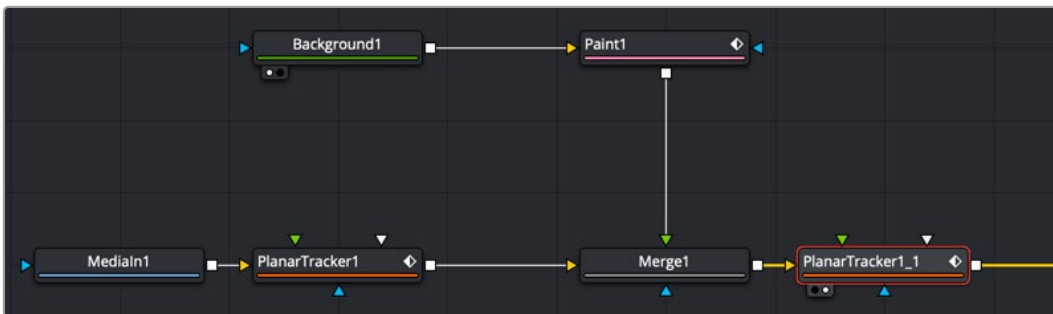 Background1
Paint1
MediaIn1
PlanarTracker1
Merge1
PlanarTracker1_1